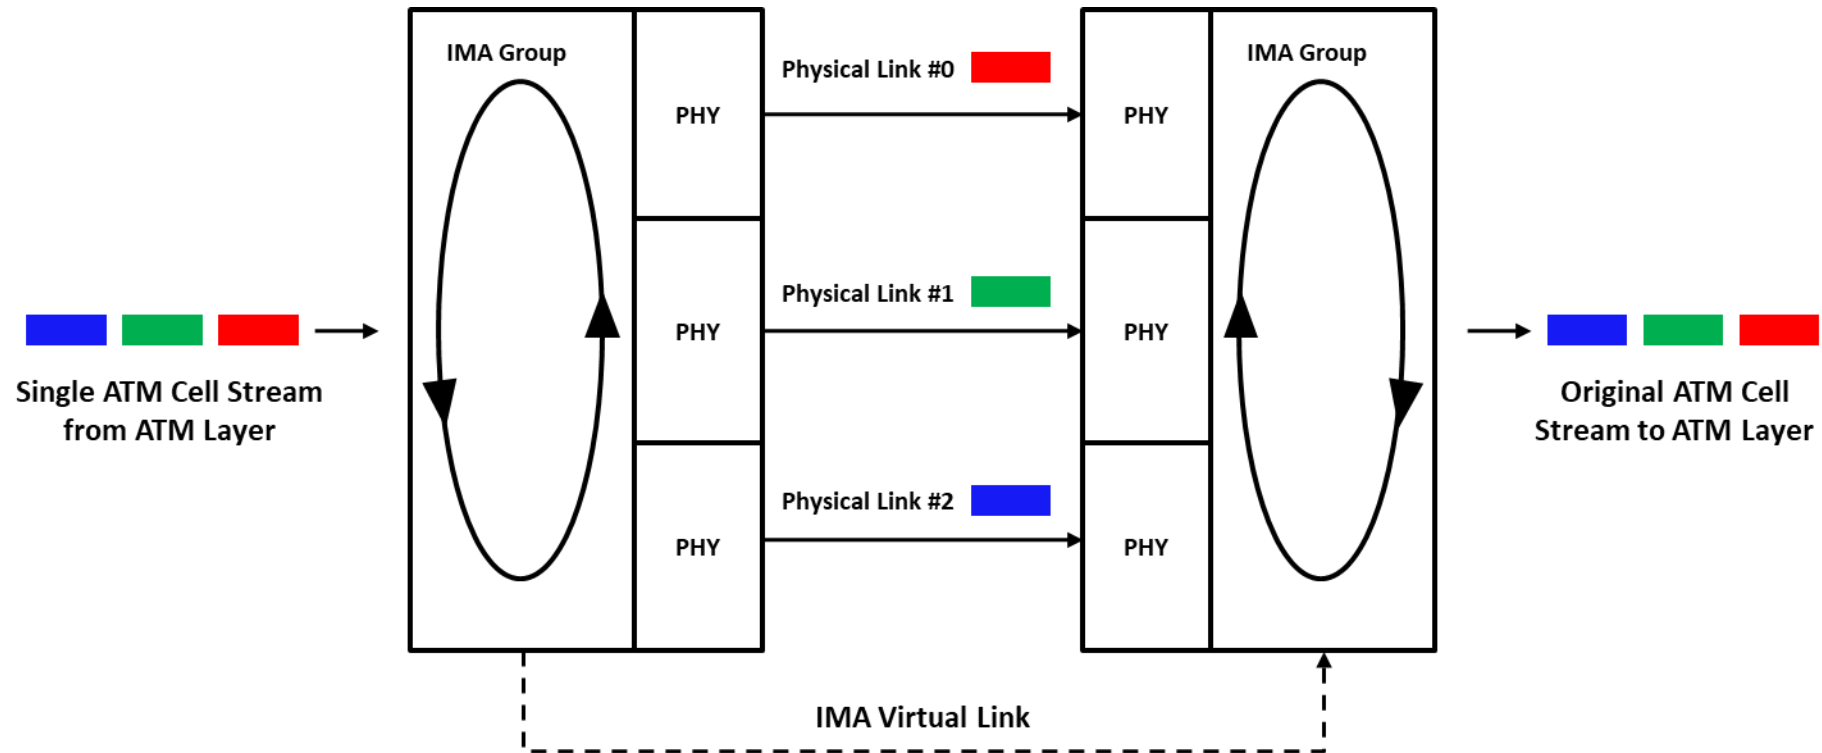 IMA Group
Physical Link #0
IMA Group
PHY
PHY
Physical Link #1
PHY
PHY
Single ATM Cell Stream
from ATM Layer
Original ATM Cell
Stream to ATM Layer
Physical Link #2
PHY
PHY
IMA Virtual Link